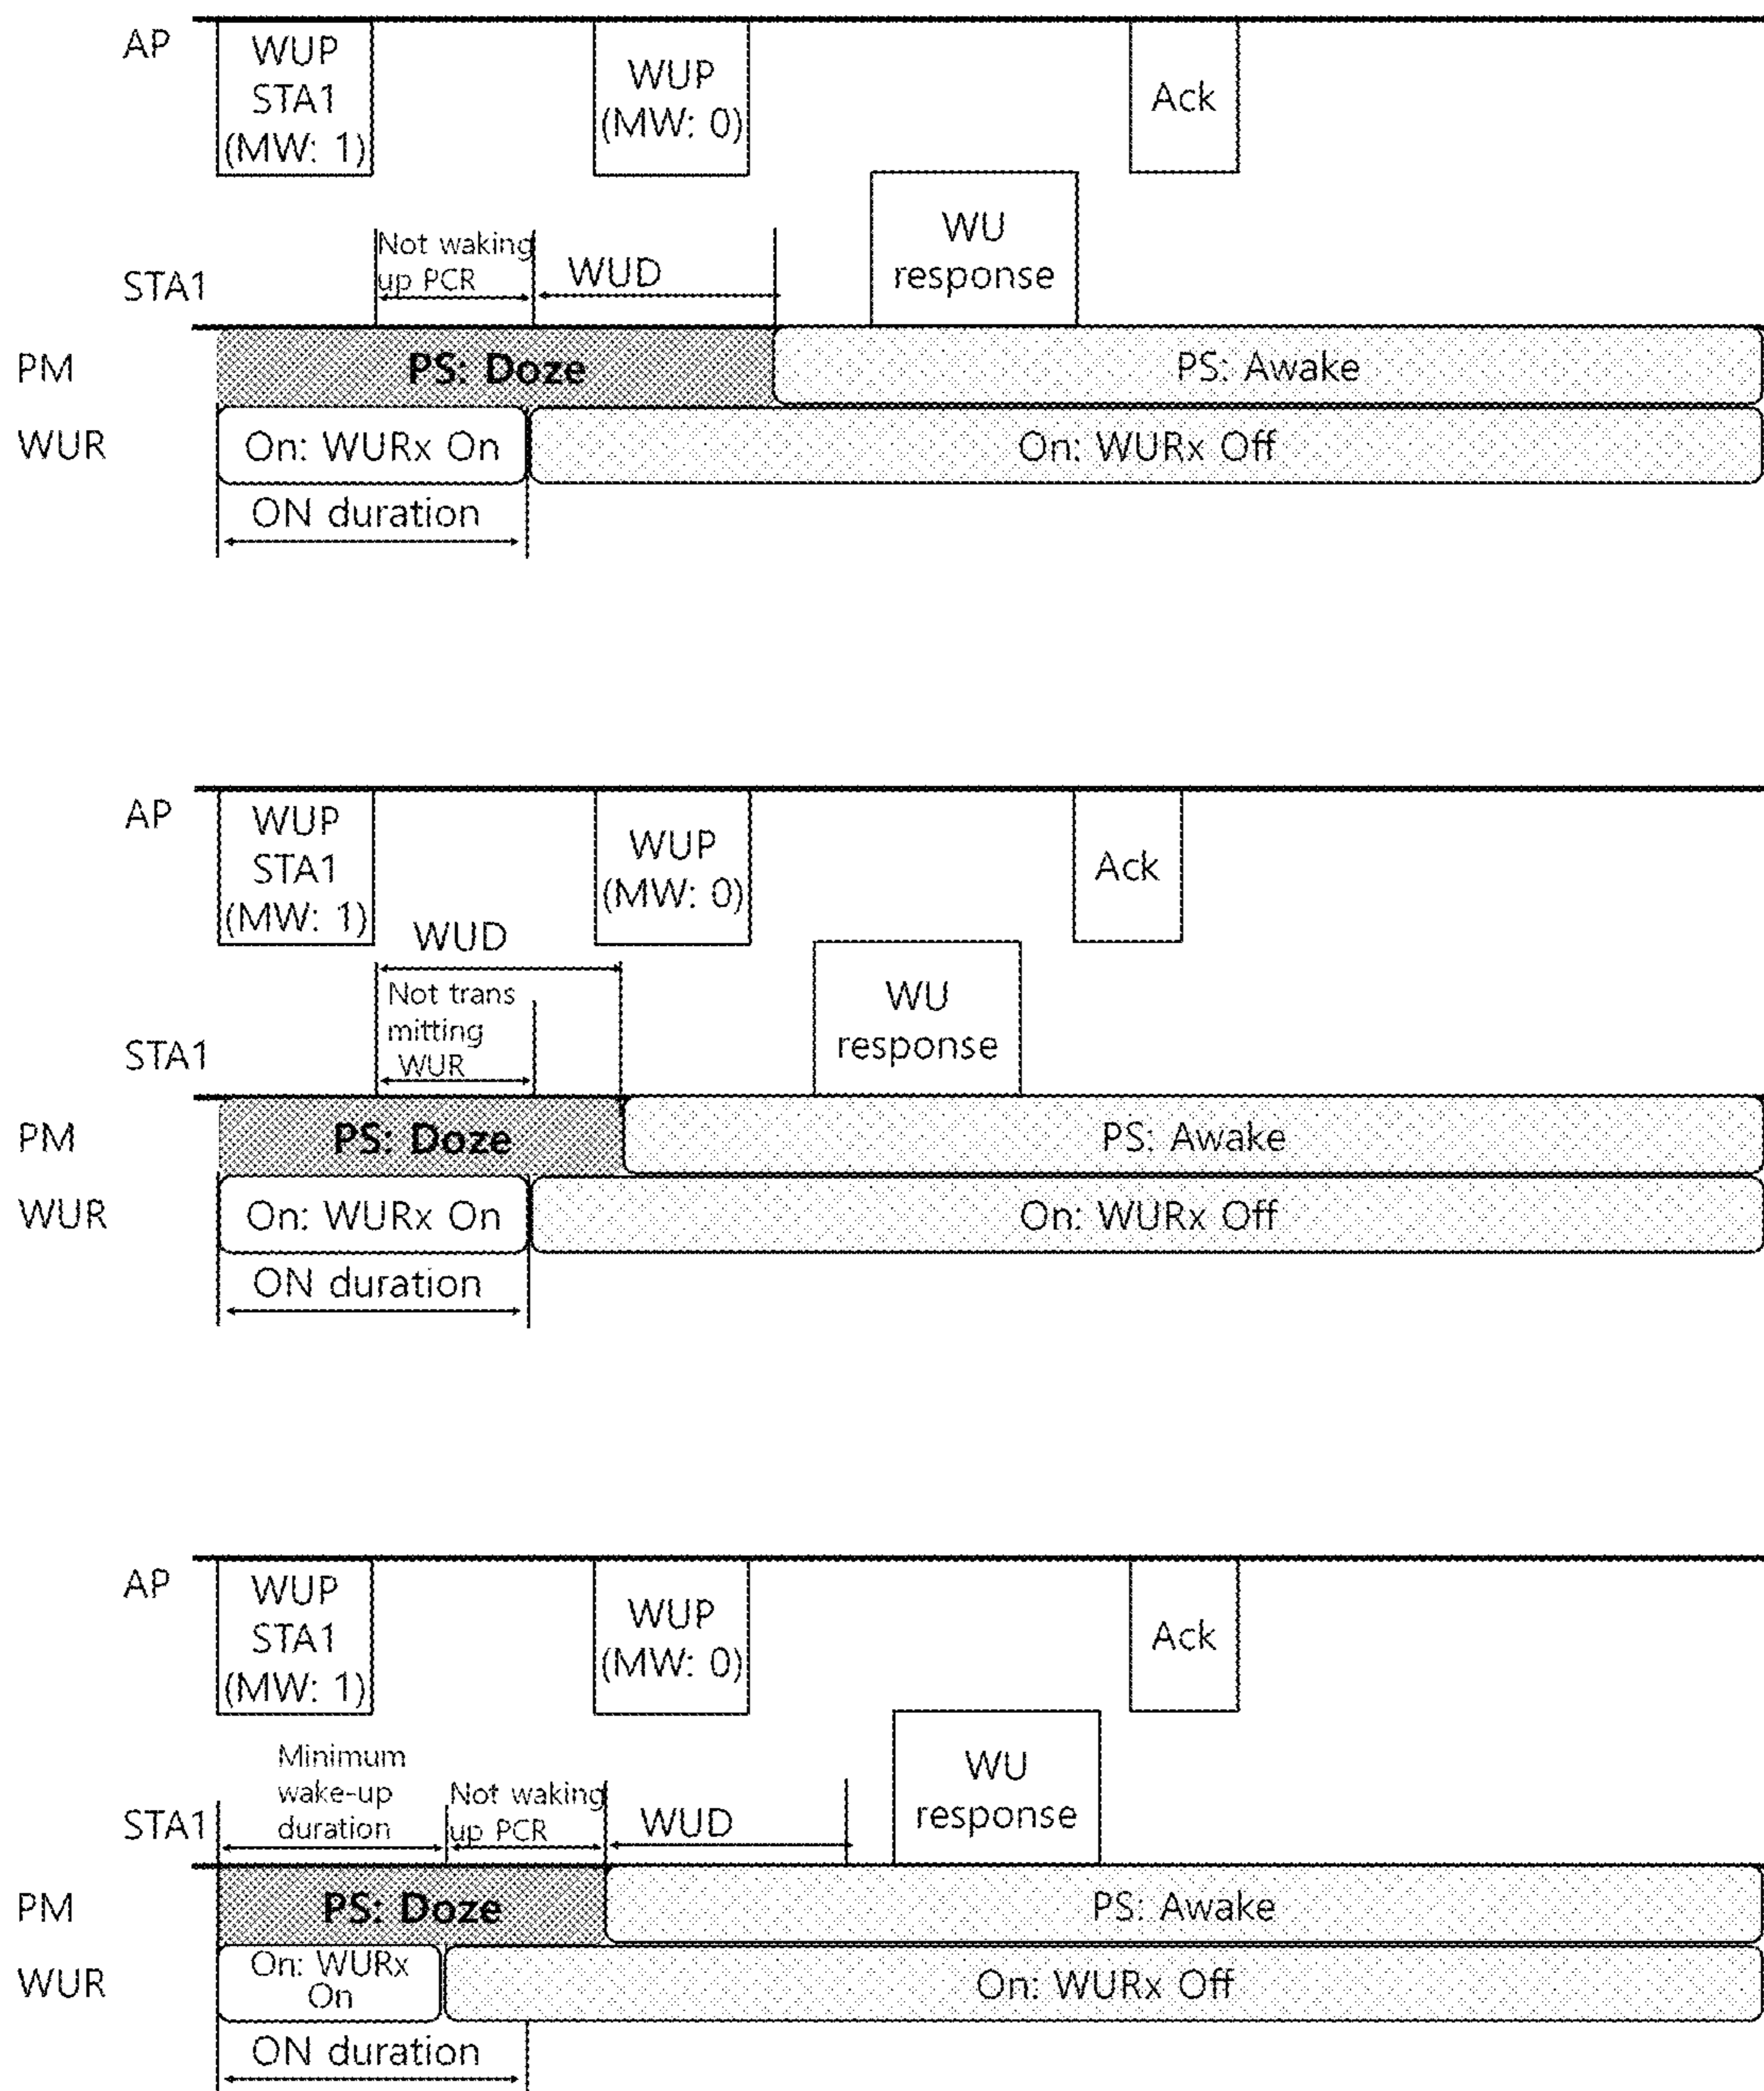 AP
WUP
STA1
(MW: 1)
WUP
(MW: 0)
Ack
STA1
Not waking
up PCR
WUD
WU
response
PM
PS: Doze
PS: Awake
WUR
On: WURx On
On: WURx Off
ON duration
AP
WUP
STA1
(MW: 1)
WUP
(MW: 0)
Ack
WUD
STA1
Not trans
mitting
WUR
WU
response
PM
PS: Doze
PS: Awake
WUR
On: WURx On
On: WURx Off
ON duration
AP
WUP
STA1
(MW: 1)
WUP
(MW: 0)
Ack
STA1
Minimum
wake-up
duration
Not waking
up PCR
WUD
WU
response
PM
PS: Doze
PS: Awake
WUR
On: WURx
On
On: WURx Off
ON duration